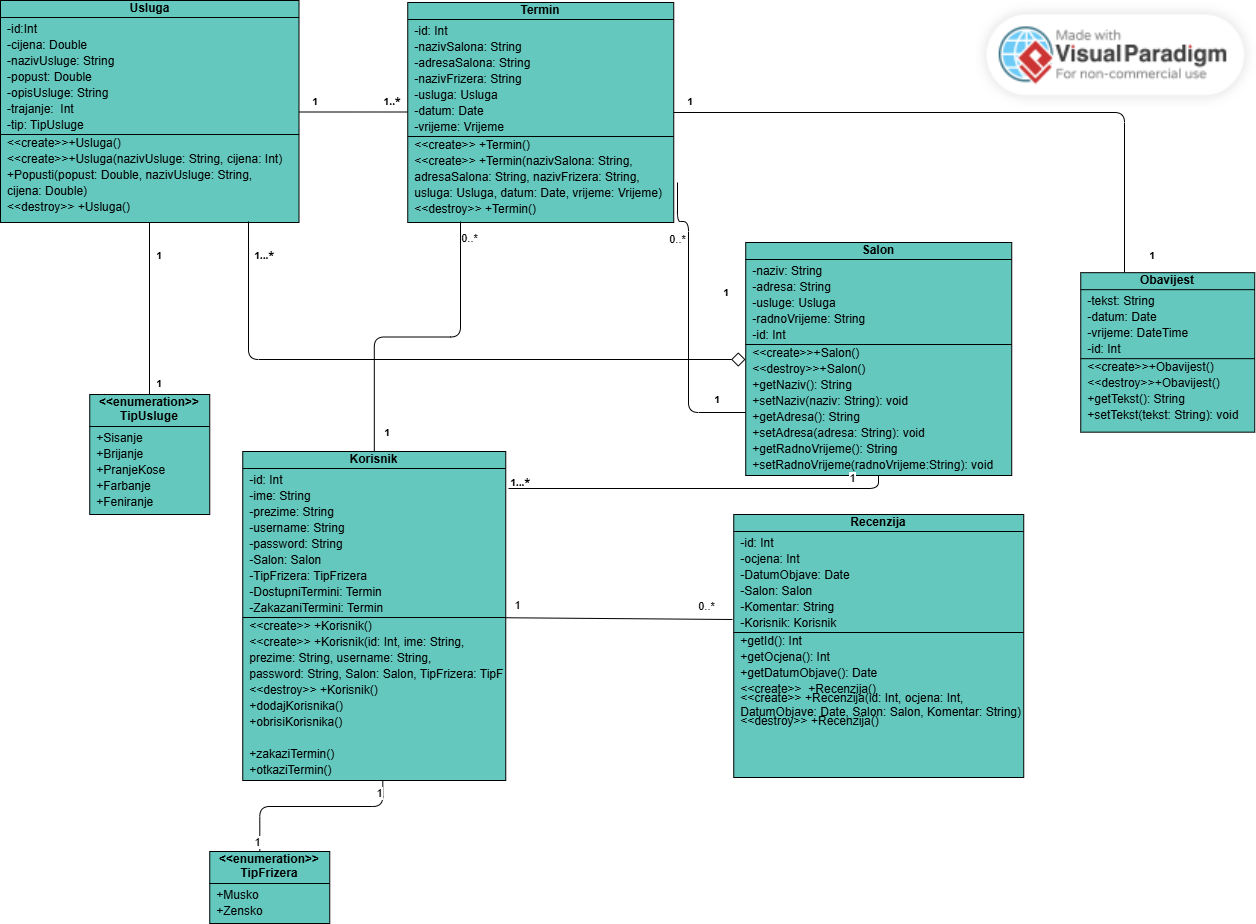 Usluga
-id:Int
-cijena: Double
-nazivUsluge: String
-popust: Double
-opisUsluge: String
-trajanje:  Int
-tip: TipUsluge
<<create>>+Usluga()
<<create>>+Usluga(nazivUsluge: String, cijena: Int)
+Popusti(popust: Double, nazivUsluge: String,
cijena: Double)
<<destroy>> +Usluga()
1
1..*
Termin
-id: Int
-nazivSalona: String
-adresaSalona: String
-nazivFrizera: String
-usluga: Usluga
-datum: Date
-vrijeme: Vrijeme
<<create>> +Termin()
<<create>> +Termin(nazivSalona: String,
adresaSalona: String, nazivFrizera: String,
usluga: Usluga, datum: Date, vrijeme: Vrijeme)
<<destroy>> +Termin()
Made with
VisualParadigm
For non-commercial use
1
1
1
1...*
0..*
0..*
1
1
Salon
-naziv: String
-adresa: String
-usluge: Usluga
-radnoVrijeme: String
-id: Int
<<create>>+Salon()
<<destroy>>+Salon()
+getNaziv(): String
+setNaziv(naziv: String): void
+getAdresa(): String
+setAdresa(adresa: String): void
+getRadnoVrijeme(): String
+setRadnoVrijeme(radnoVrijeme:String): void
Obavijest
-tekst: String
-datum: Date
-vrijeme: DateTime
-id: Int
<<create>>+Obavijest()
<<destroy>>+Obavijest()
+getTekst(): String
+setTekst(tekst: String): void
1
<<enumeration>>
TipUsluge
+Sisanje
+Brijanje
+PranjeKose
+Farbanje
+Feniranje
1
Korisnik
-id: Int
-ime: String
-prezime: String
-username: String
-password: String
-Salon: Salon
-TipFrizera: TipFrizera
-DostupniTermini: Termin
-ZakazaniTermini: Termin
<<create>> +Korisnik()
<<create>> +Korisnik(id: Int, ime: String,
prezime: String, username: String,
password: String, Salon: Salon, TipFrizera: TipF
<<destroy>> +Korisnik()
+dodajKorisnika()
+obrisiKorisnika()
+zakaziTermin()
+otkaziTermin()
1...*
1
1
0..*
Recenzija
-id: Int
-ocjena: Int
-DatumObjave: Date
-Salon: Salon
-Komentar: String
-Korisnik: Korisnik
+getId(): Int
+getOcjena(): Int
+getDatumObjave(): Date
<<create>>  +Recenzija()
<<create>> +Recenzija(id: Int, ocjena: Int,
DatumObjave: Date, Salon: Salon, Komentar: String)
<<destroy>> +Recenzija()
1
1
<<enumeration>>
TipFrizera
+Musko
+Zensko